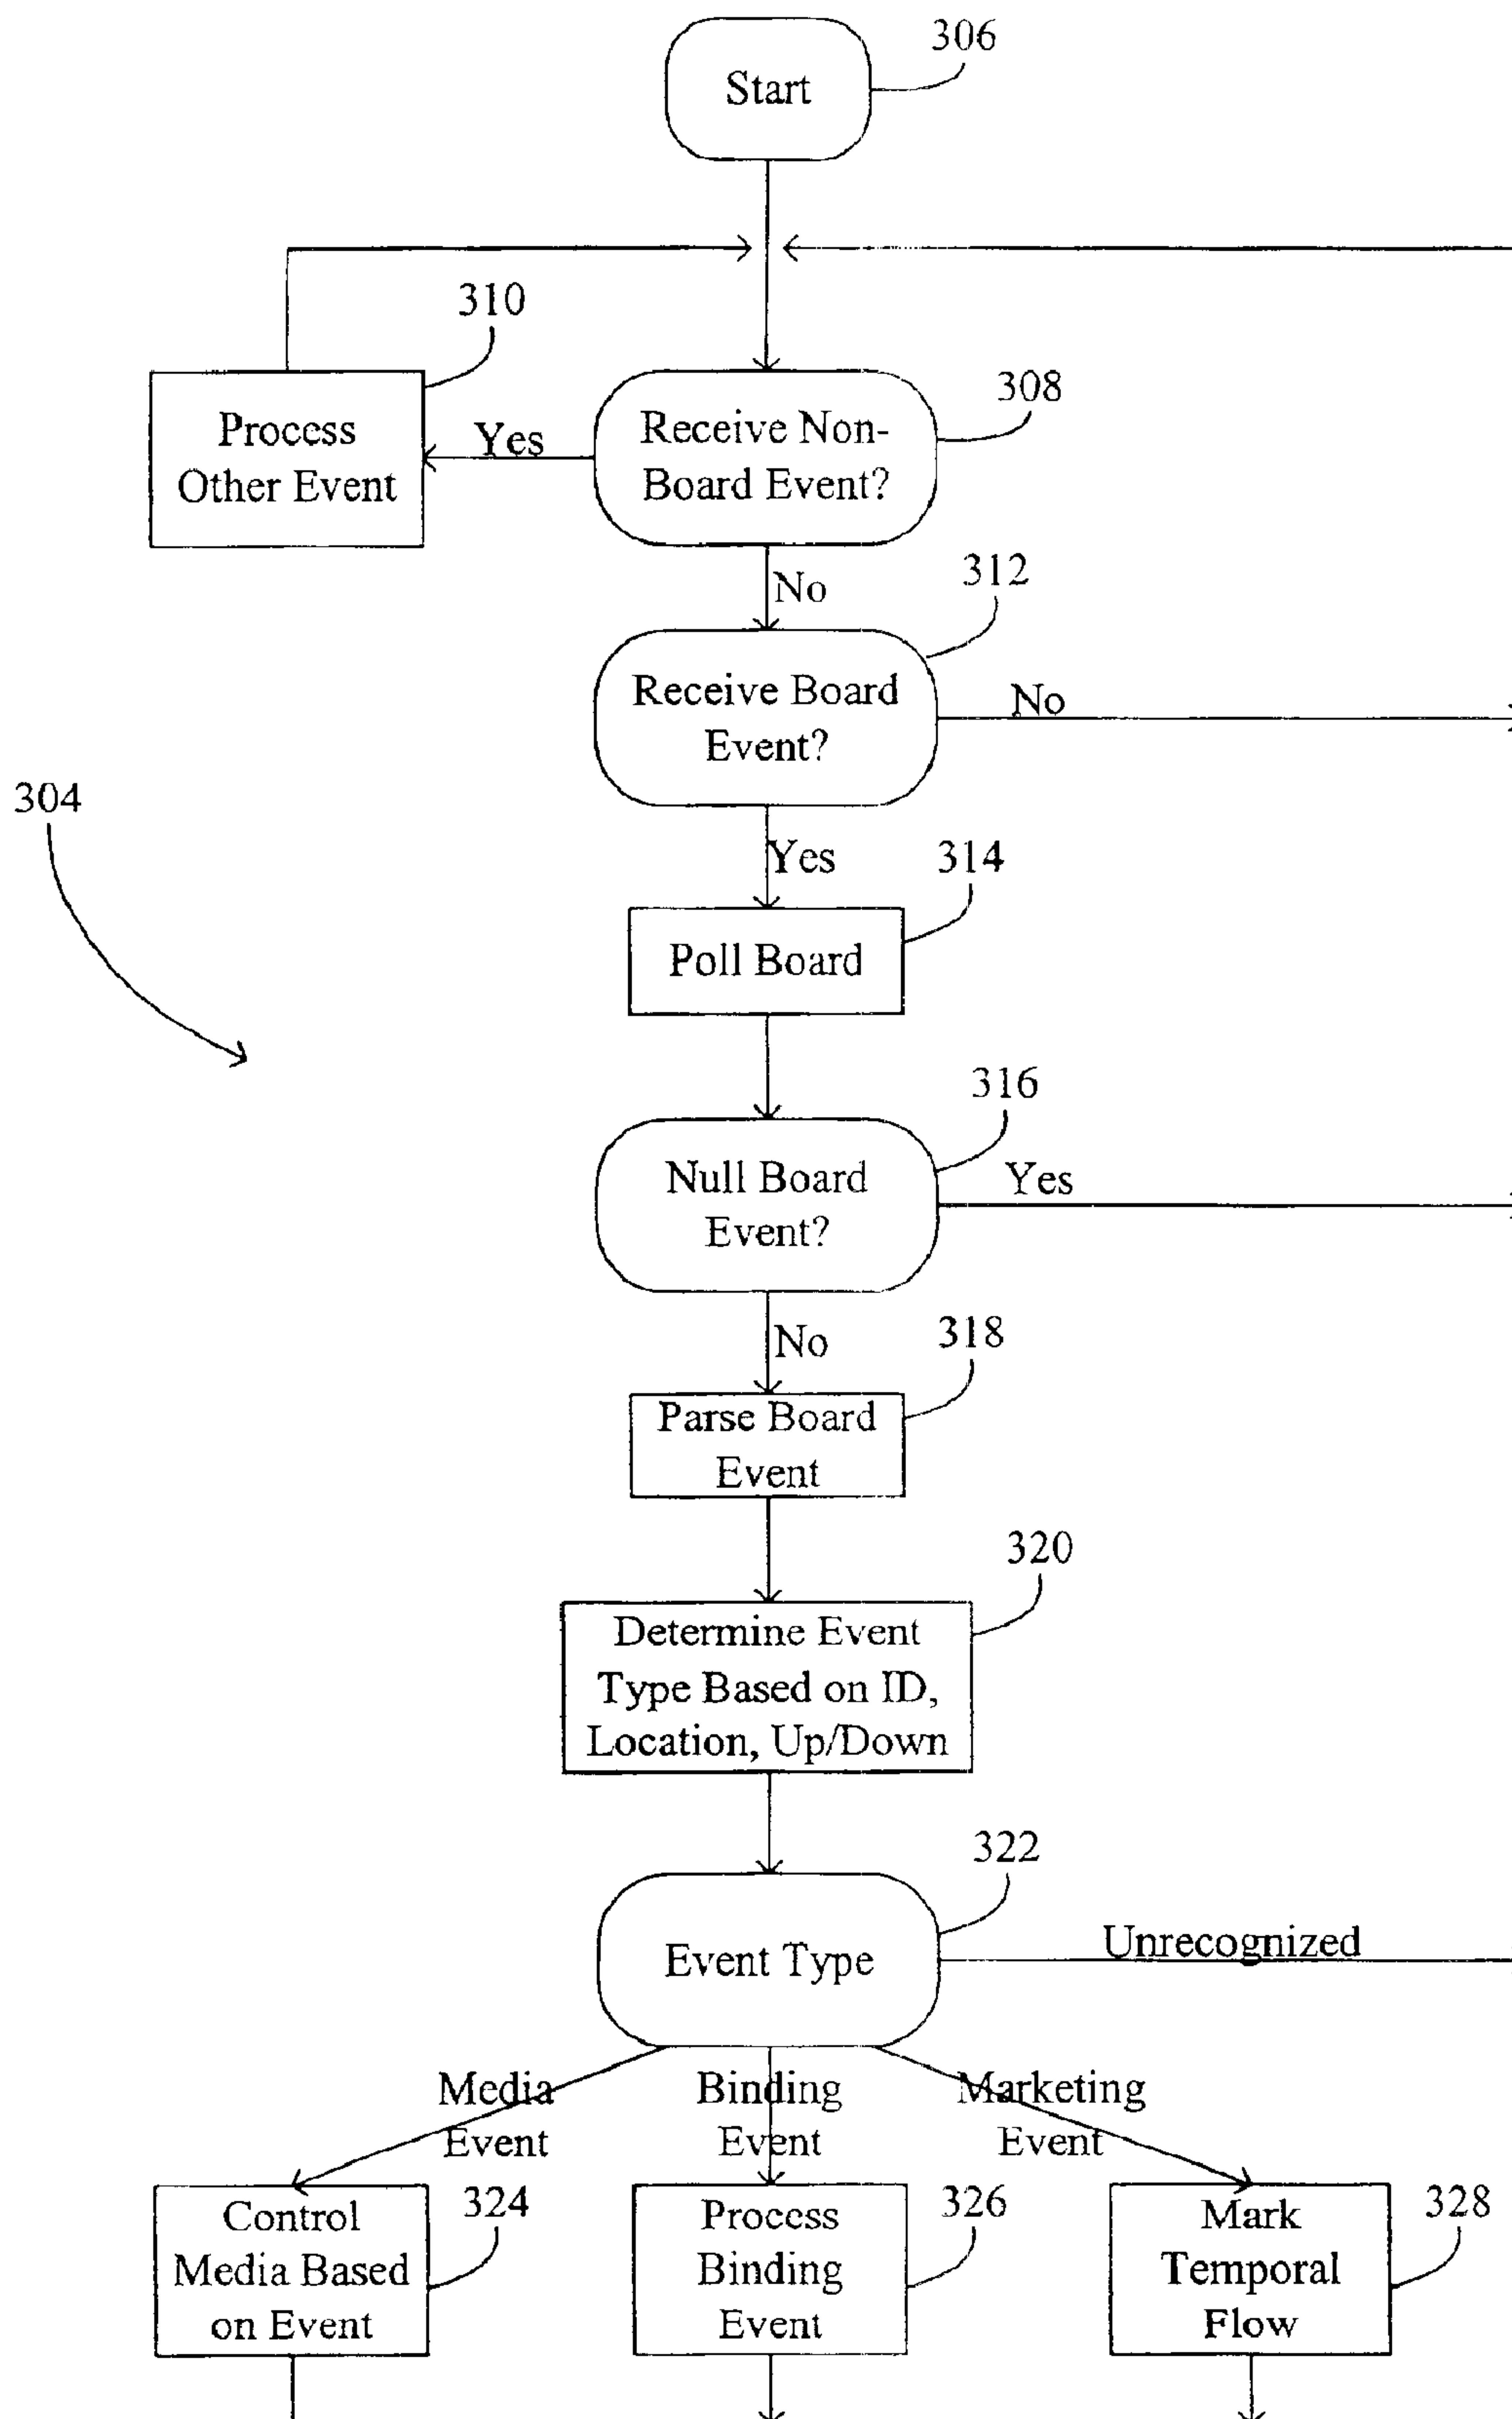 306
Start
310
308
Process
Other Event
Yes
Receive Non-
Board Event?
No
312
Receive Board
Event?
No
304
Yes
314
Poll Board
316
Null Board
Event?
Yes
No
318
Parse Board
Event
320
Determine Event
Type Based on ID,
Location, Up/Down
322
Event Type
Unrecognized
Media
Event
Binding
Event
Marketing
Event
Control
Media Based
on Event
324
Process
Binding
Event
326
Mark
Temporal
Flow
328